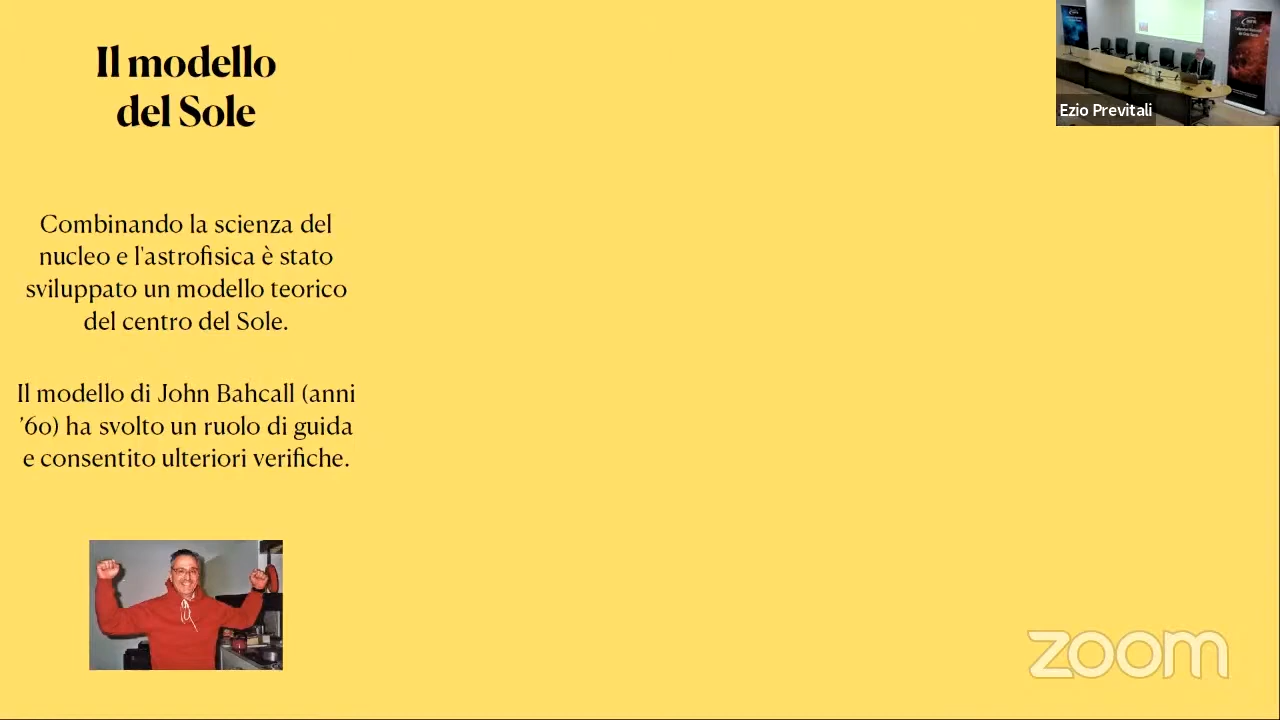 Il modello
del Sole
Combinando la scienza del
nucleo e l'astrofisica è stato
sviluppato un modello teorico
del centro del Sole.
Il modello di John Bahcall (anni
'60) ha svolto un ruolo di guida
e consentito ulteriori verifiche.
Ezio Previtali
zoom